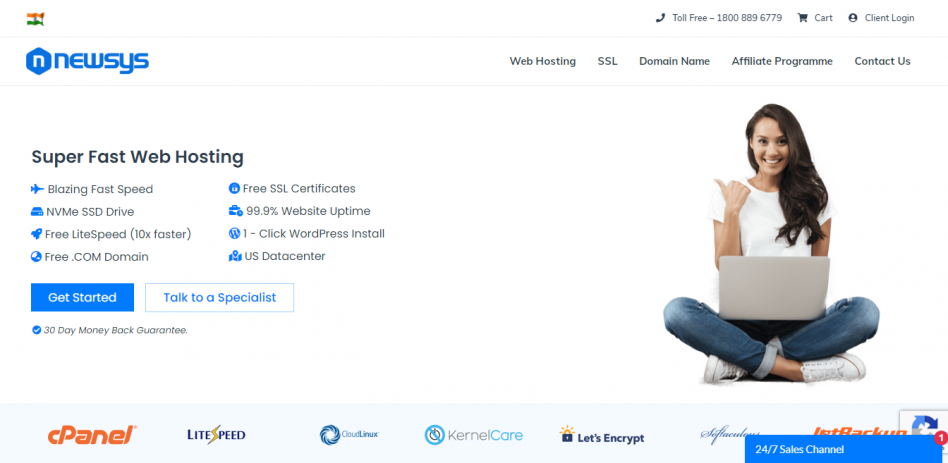 Toll Free – 1800 889 6779
Cart
Client Login
n newsys
Web Hosting
SSL
Domain Name
Affiliate Programme
Contact Us
Super Fast Web Hosting
Blazing Fast Speed
Free SSL Certificates
NVMe SSD Drive
99.9% Website Uptime
Free LiteSpeed (10x faster)
1 - Click WordPress Install
Free .COM Domain
US Datacenter
Get Started
Talk to a Specialist
30 Day Money Back Guarantee.
cPanel®
LITESPEED
CloudLinux™
KernelCare
Let's Encrypt
Softaculous
JetBackup
1
24/7 Sales Channel